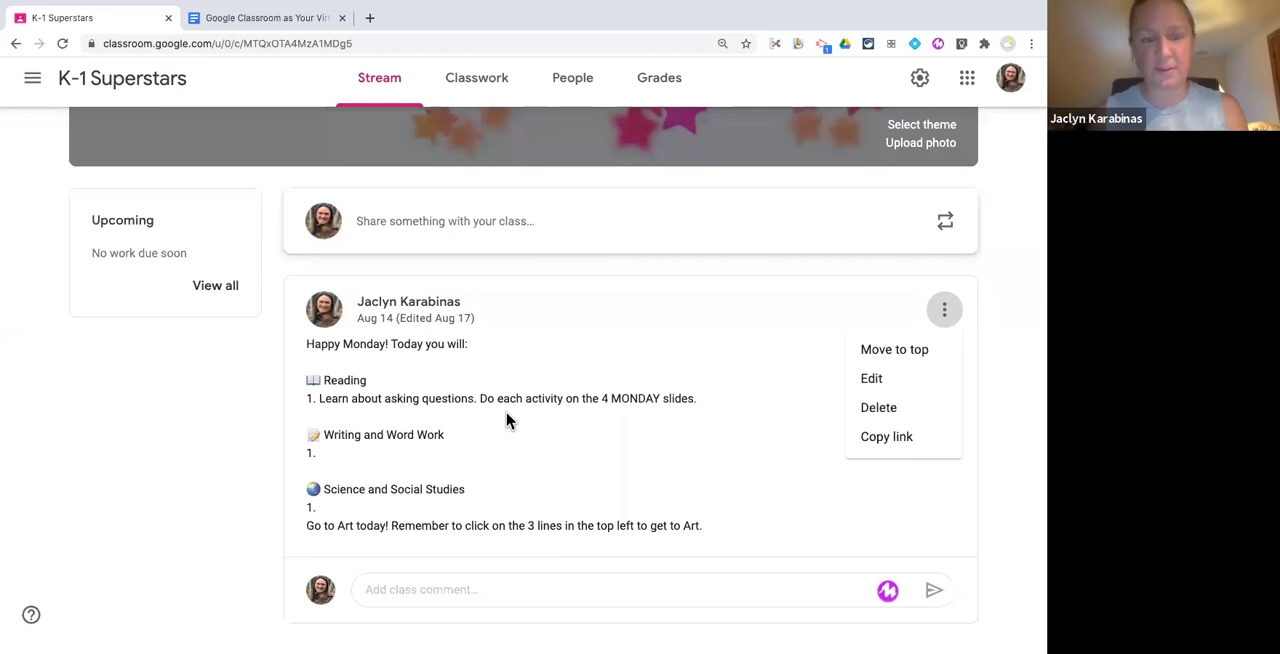 K-1 Superstars
Google Classroom as Your Virt
classroom.google.com/u/0/c/MTQxOTA4MzA1MDg5
1
K-1 Superstars
Stream
Classwork
People
Grades
Jaclyn Karabinas
Select theme
Upload photo
Upcoming
No work due soon
View all
Share something with your class...
Jaclyn Karabinas
Aug 14 (Edited Aug 17)
Happy Monday! Today you will:
📖 Reading
1. Learn about asking questions. Do each activity on the 4 MONDAY slides.
📝 Writing and Word Work
1.
🌎 Science and Social Studies
1.
Go to Art today! Remember to click on the 3 lines in the top left to get to Art.
Move to top
Edit
Delete
Copy link
Add class comment...